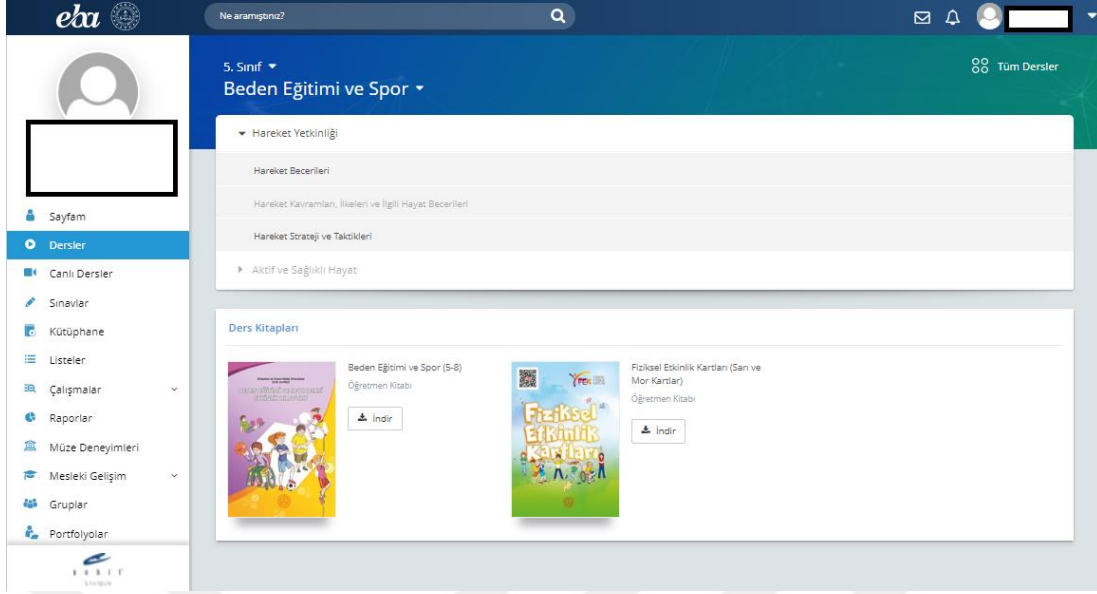 eba
Ne aramıştınız?
5. Sınıf
Beden Eğitimi ve Spor
Tüm Dersler
Hareket Yetkinliği
Hareket Becerileri
Hareket Kavramları, İlkeleri ve İlgili Hayat Becerileri
Hareket Strateji ve Taktikleri
Aktif ve Sağlıklı Hayat
Sayfam
Dersler
Canlı Dersler
Sınavlar
Kütüphane
Listeler
Çalışmalar
Raporlar
Müze Deneyimleri
Mesleki Gelişim
Gruplar
Portfolyolar
Ders Kitapları
Beden Eğitimi ve Spor (5-8)
Öğretmen Kitabı
İndir
Fiziksel Etkinlik Kartları (Sarı ve
Mor Kartlar)
Öğretmen Kitabı
İndir
FEK
Fiziksel
Etkinlik
Kartları